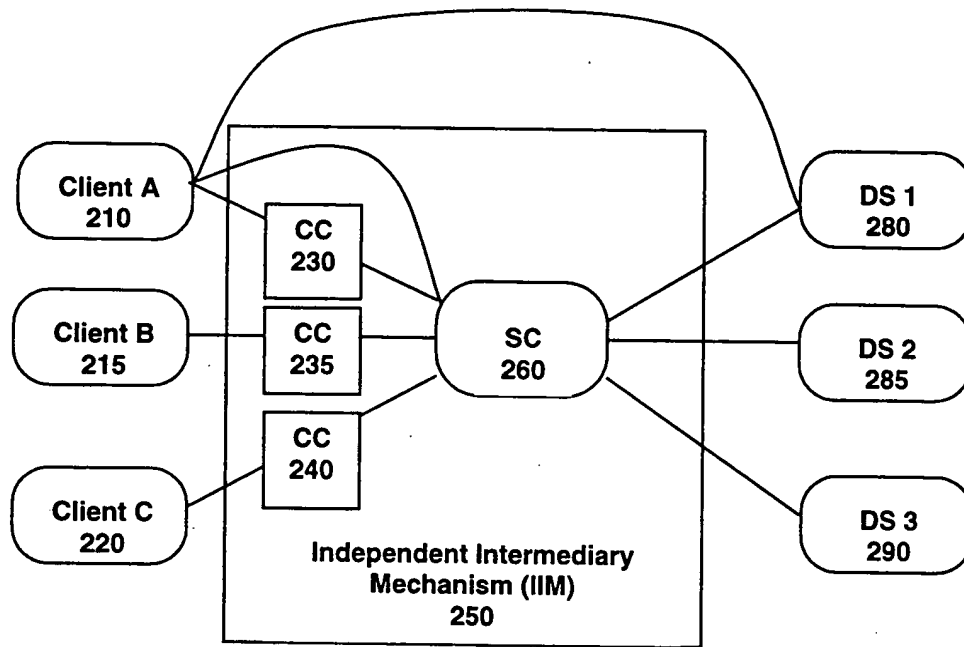 Client A
210
Client B
215
Client C
220
CC
230
CC
235
CC
240
SC
260
Independent Intermediary
Mechanism (IIM)
250
DS 1
280
DS 2
285
DS 3
290